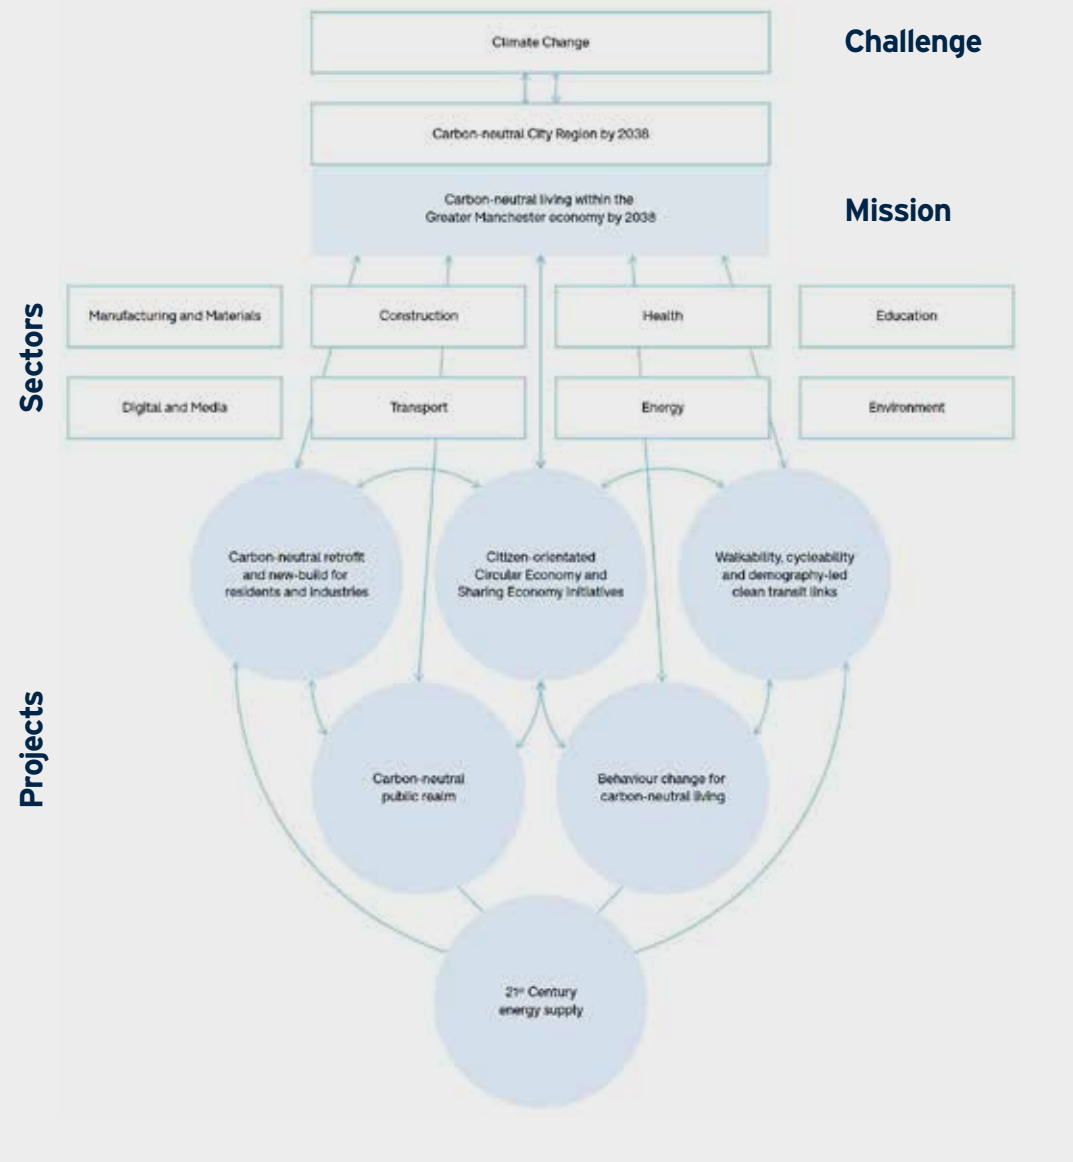 Climate Change
Challenge
Carbon-neutral City Region by 2038
Carbon-neutral living within the
Greater Manchester economy by 2038
Mission
Sectors
Manufacturing and Materials
Construction
Health
Education
Digital and Media
Transport
Energy
Environment
Projects
Carbon-neutral retrofit
and new-build for
residents and industries
Citizen-orientated
Circular Economy and
Sharing Economy Initiatives
Walkability, cycleability
and demography-led
clean transit links
Carbon-neutral
public realm
Behaviour change for
carbon-neutral living
21st Century
energy supply